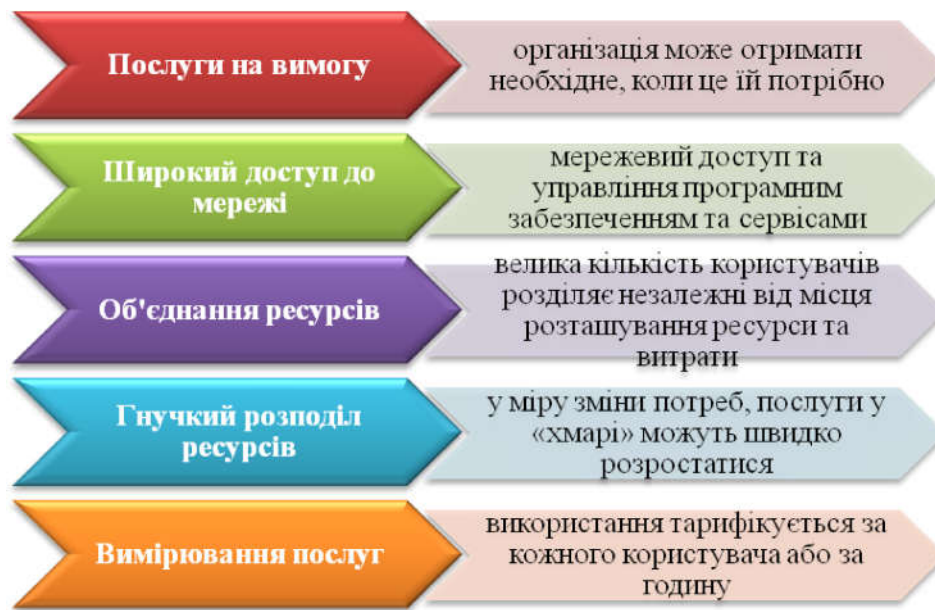 Послуги на вимогу
організація може отримати
необхідне, коли це їй потрібно
Широкий доступ до
мережі
мережевий доступ та
управління програмним
забезпеченням та сервісами
Об'єднання ресурсів
велика кількість користувачів
розділяє незалежні від місця
розташування ресурси та
витрати
Гнучкий розподіл
ресурсів
у міру зміни потреб, послуги у
«хмарі» можуть швидко
розростатися
Вимірювання послуг
використання тарифікується за
кожного користувача або за
годину